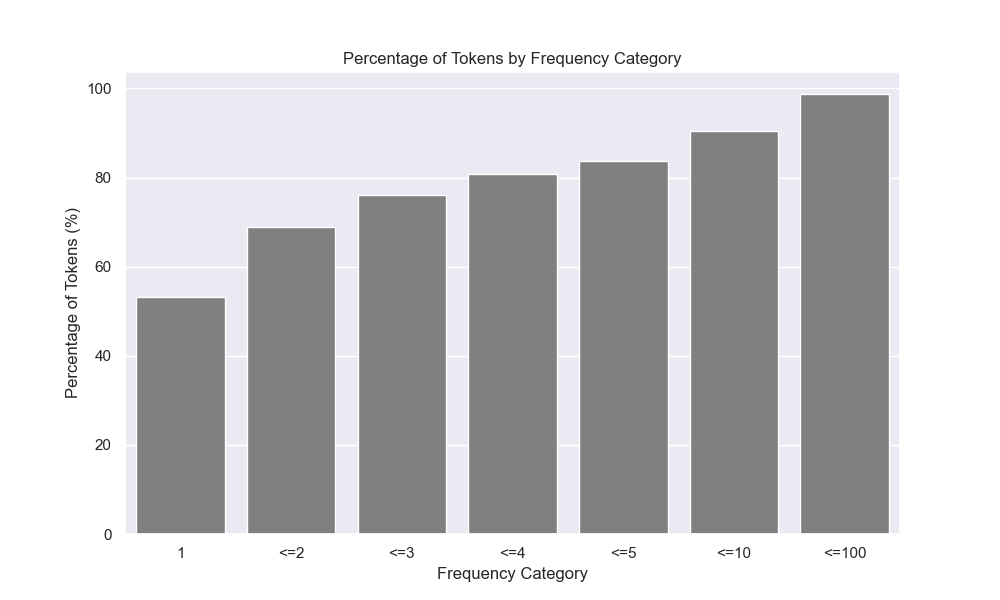 Percentage of Tokens by Frequency Category
100
80
60
40
20
0
Percentage of Tokens (%)
1 <=2 <=3 <=4 <=5 <=10 <=100
Frequency Category